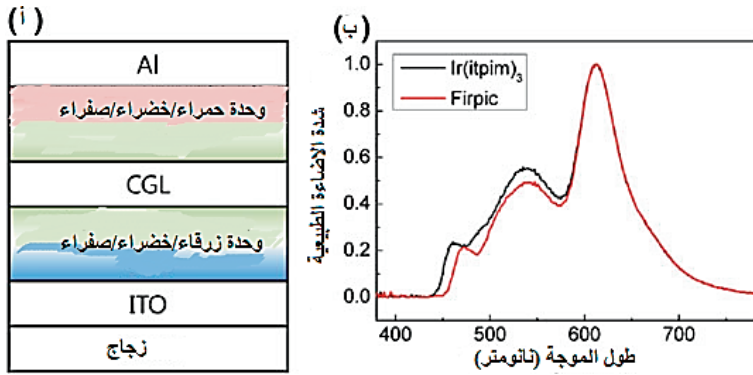 (أ)
Al
وحدة حمراء/خضراء/صفراء
CGL
وحدة زرقاء/خضراء/صفراء
ITO
زجاج
(ب)
Ir(itpim)₃
Firpic
شدة الاضاءة الطبيعية
1.0
0.8
0.6
0.4
0.2
0.0
400 500 600 700
طول الموجة (نانومتر)